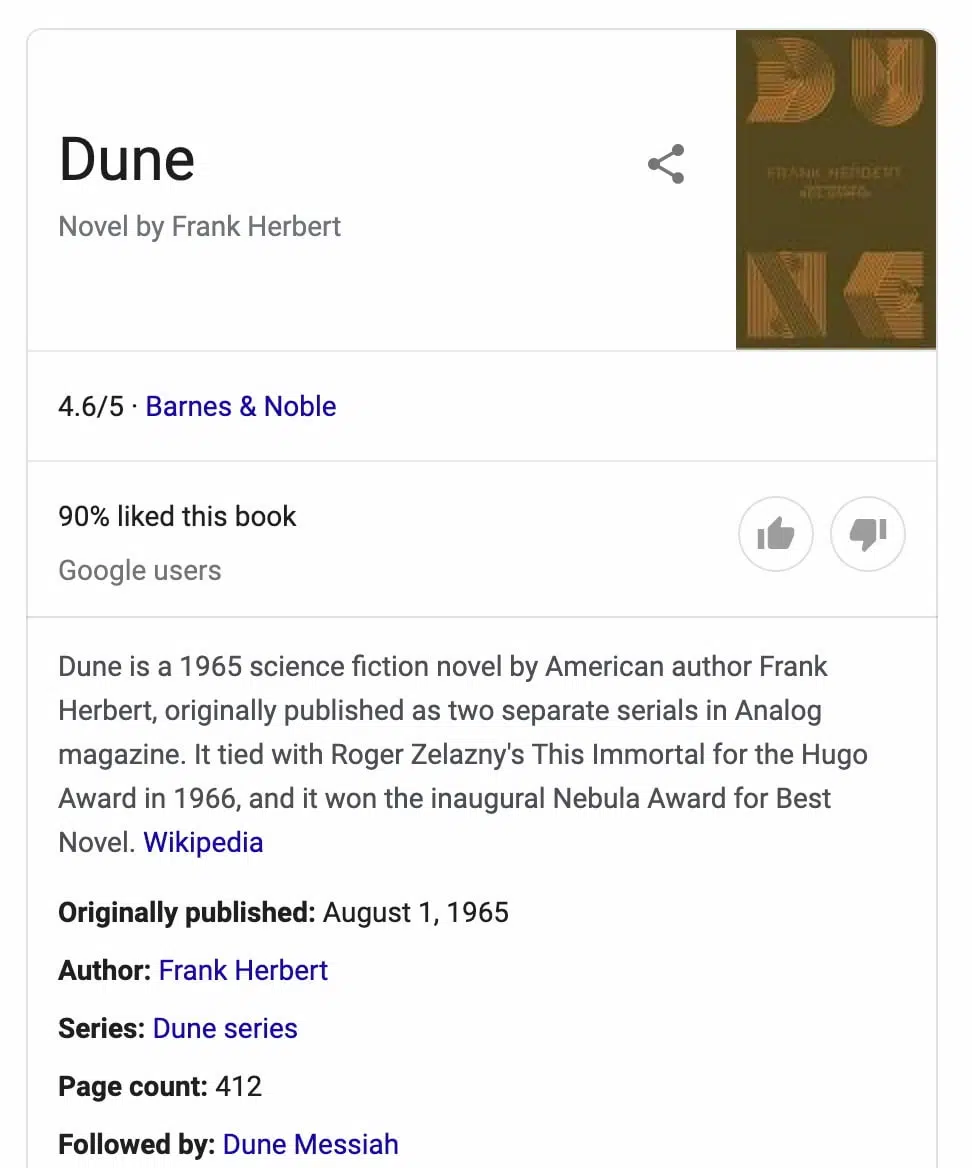 Dune
Novel by Frank Herbert
DU
FRANK HERBERT
NE
4.6/5 · Barnes & Noble
90% liked this book
Google users
Dune is a 1965 science fiction novel by American author Frank
Herbert, originally published as two separate serials in Analog
magazine. It tied with Roger Zelazny's This Immortal for the Hugo
Award in 1966, and it won the inaugural Nebula Award for Best
Novel. Wikipedia
Originally published: August 1, 1965
Author: Frank Herbert
Series: Dune series
Page count: 412
Followed by: Dune Messiah